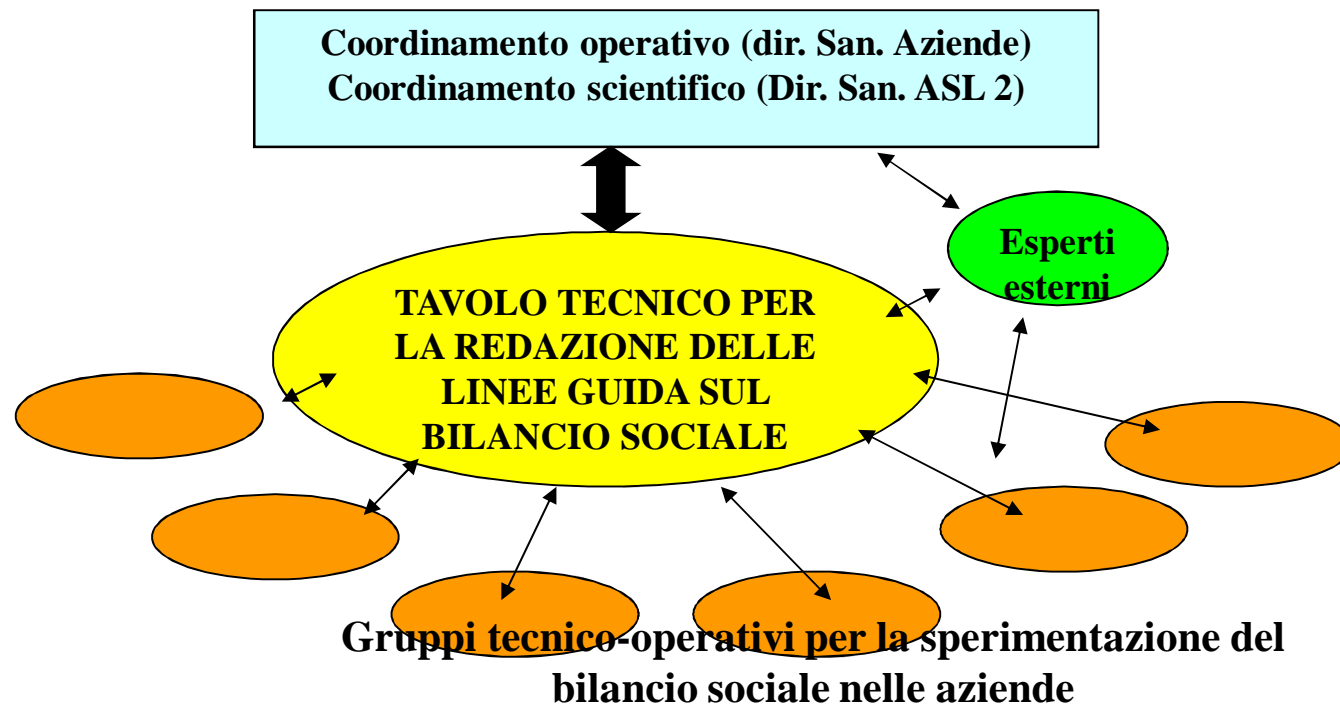 Coordinamento operativo (dir. San. Aziende)
Coordinamento scientifico (Dir. San. ASL 2)
Esperti
esterni
TAVOLO TECNICO PER
LA REDAZIONE DELLE
LINEE GUIDA SUL
BILANCIO SOCIALE
Gruppi tecnico-operativi per la sperimentazione del
bilancio sociale nelle aziende